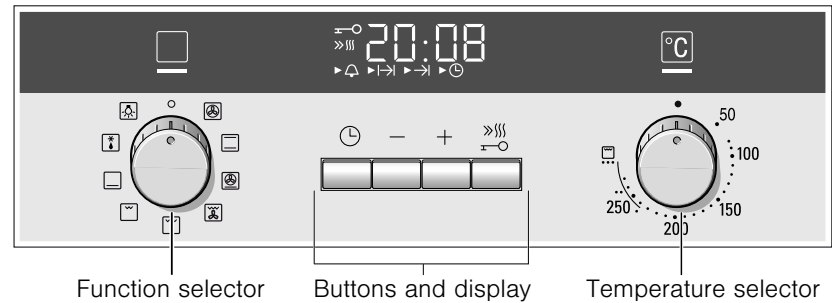 20:08
°C
50
100
150
200
250
Function selector
Buttons and display
Temperature selector